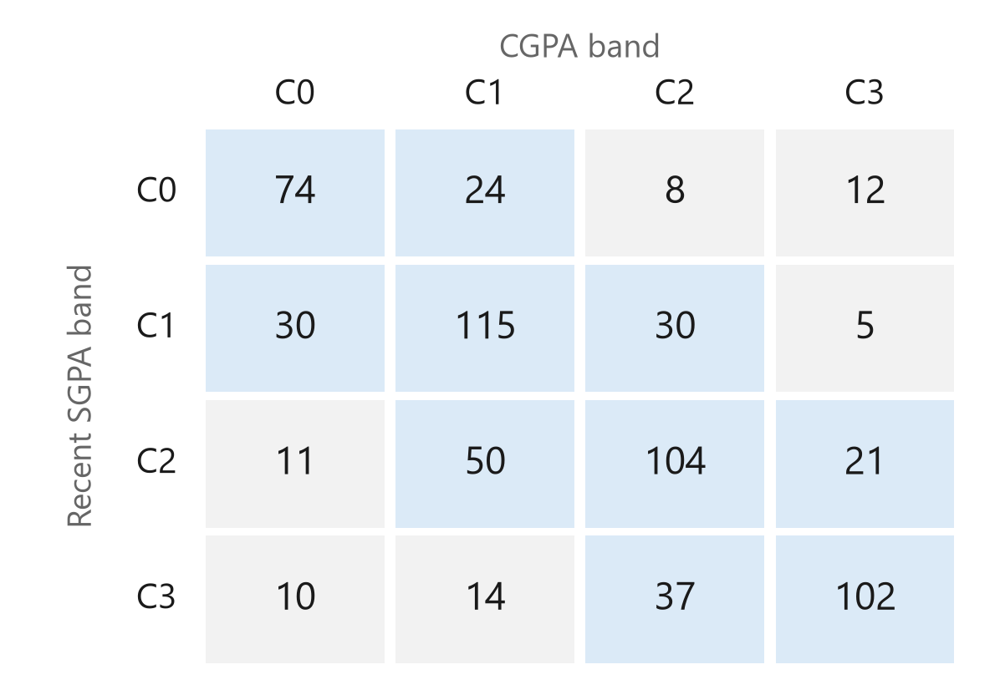 CGPA band
C0 C1 C2 C3
Recent SGPA band
C0 74 24 8 12
C1 30 115 30 5
C2 11 50 104 21
C3 10 14 37 102